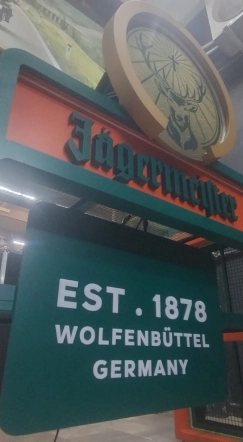 Jägermeister
EST . 1878
WOLFENBÜTTEL
GERMANY